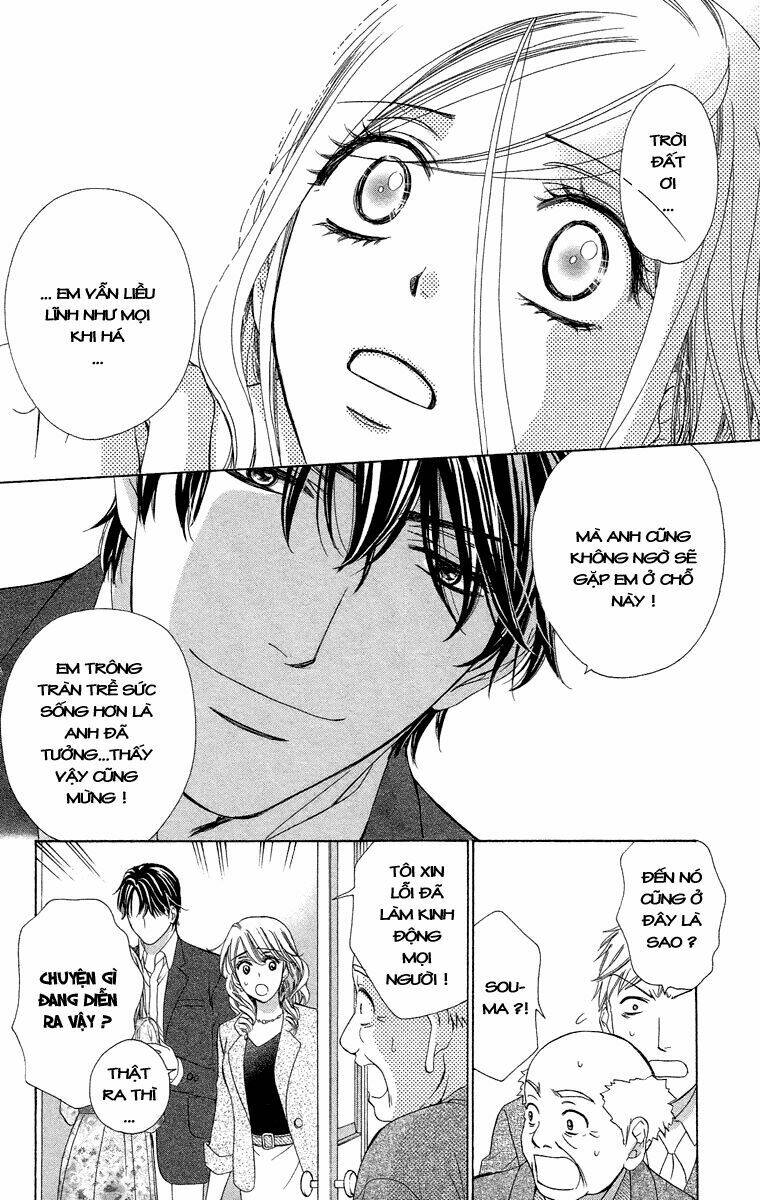 TRỜI
ĐẤT
ƠI
...
... EM VẪN LIỀU
LĨNH NHƯ MỌI
KHI HÁ
...
MÀ ANH CŨNG
KHÔNG NGỜ SẼ
GẶP EM Ở CHỖ
NÀY !
EM TRÔNG
TRÀN TRỀ SỨC
SỐNG HƠN LÀ
ANH ĐÃ
TƯỞNG...THẤY
VẬY CŨNG
MỪNG !
ĐẾN NÓ
CŨNG Ở
ĐÂY LÀ
SAO ?
SOU-
MA ?!
TÔI XIN
LỖI ĐÃ
LÀM KINH
ĐỘNG
MỌI
NGƯỜI !
CHUYỆN GÌ
ĐANG DIỄN
RA VẬY ?
THẬT
RA THÌ
...